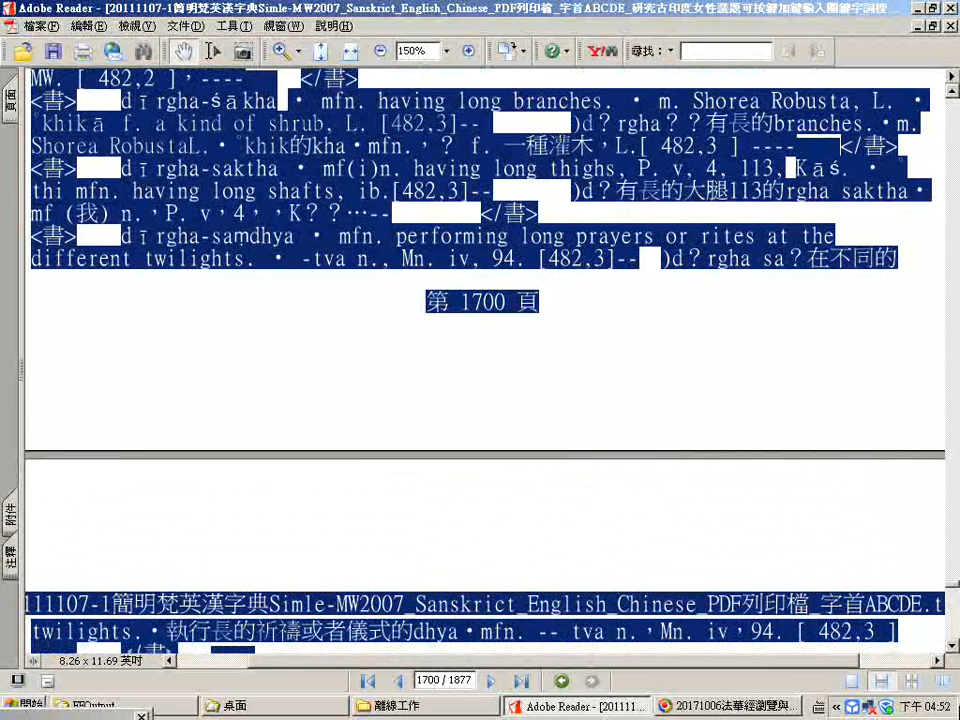 Adobe Reader - [20111107-1簡明梵英漢字典Simle-MW2007_Sanskrict_English_Chinese_PDF列印檔_字首ABCDE_研究古印度女性議題可按鍵加鍵輸入關鍵字詞搜
檔案(F) 編輯(E) 檢視(V) 文件(D) 工具(T) 視窗(W) 說明(H)
150% 尋找:
頁面
MW. [ 482,2 ], ---- </書>
<書> dīrgha-śākha • mfn. having long branches. • m. Shorea Robusta, L. •
°khikā f. a kind of shrub, L. [482,3]-- )d？rgha？？有長的branches.•m.
Shorea RobustaL.•°khik的kha•mfn.，？ f. 一種灌木，L.[ 482,3 ] ---- </書>
<書> dīrgha-saktha • mf(i)n. having long thighs, P. v, 4, 113, Kāś. • °
thi mfn. having long shafts, ib.[482,3]-- )d？有長的大腿113的rgha saktha•
mf (我) n.，P. v，4，，K？？…-- </書>
<書> dīrgha-saṃdhya • mfn. performing long prayers or rites at the
different twilights. • -tva n., Mn. iv, 94. [482,3]-- )d？rgha sa？在不同的
第 1700 頁
附件
注釋
111107-1簡明梵英漢字典Simle-MW2007_Sanskrict_English_Chinese_PDF列印檔_字首ABCDE.t
twilights.•執行長的祈禱或者儀式的dhya•mfn. -- tva n.，Mn. iv，94. [ 482,3 ]
8.26 x 11.69 英吋
1700 / 1877
開始 EEOutput 桌面 離線工作 Adobe Reader - [201111... 20171006法華經瀏覽與... 下午 04:52